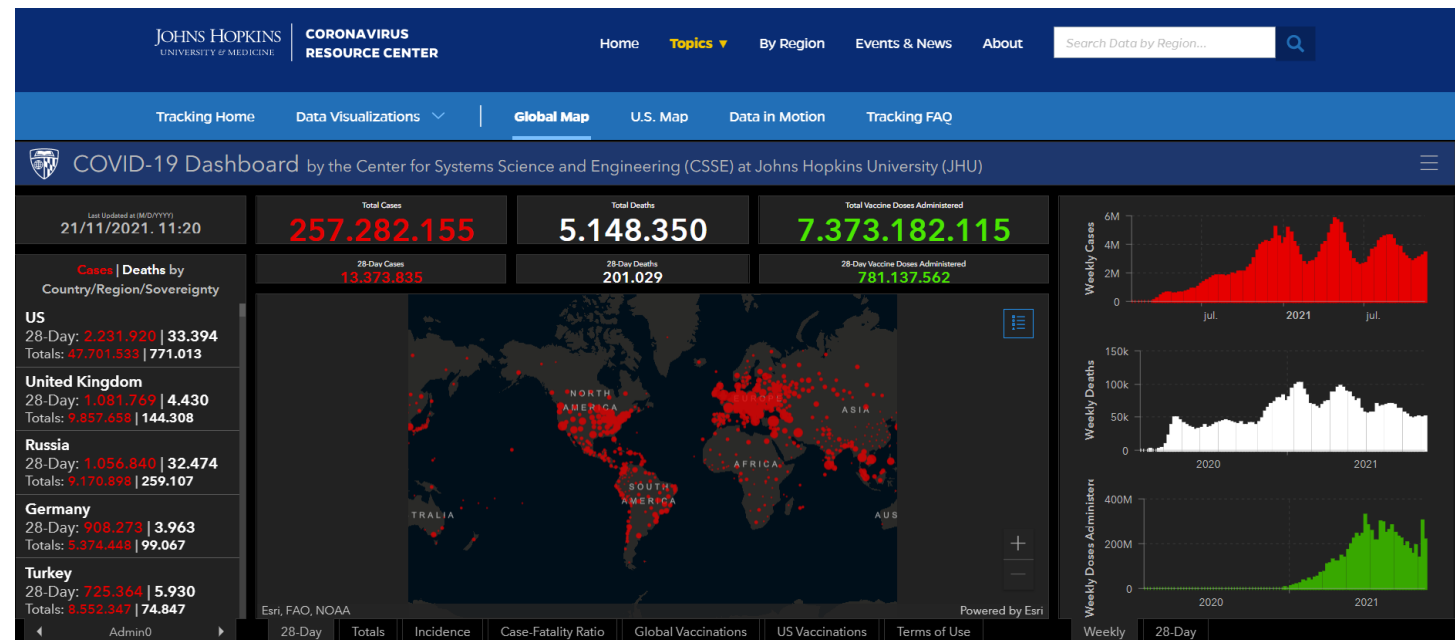 JOHNS HOPKINS
UNIVERSITY & MEDICINE
CORONAVIRUS
RESOURCE CENTER
Home
Topics ▼
By Region
Events & News
About
Search Data by Region...
Tracking Home
Data Visualizations
Global Map
U.S. Map
Data in Motion
Tracking FAQ
COVID-19 Dashboard by the Center for Systems Science and Engineering (CSSE) at Johns Hopkins University (JHU)
Last Updated at (M/D/YYYY)
21/11/2021. 11:20
Cases | Deaths by
Country/Region/Sovereignty
US
28-Day: 2.231.920 | 33.394
Totals: 47.701.533 | 771.013
United Kingdom
28-Day: 1.081.769 | 4.430
Totals: 9.857.658 | 144.308
Russia
28-Day: 1.056.840 | 32.474
Totals: 9.170.898 | 259.107
Germany
28-Day: 908.273 | 3.963
Totals: 5.374.448 | 99.067
Turkey
28-Day: 725.364 | 5.930
Totals: 8.552.347 | 74.847
Admin0
Total Cases
257.282.155
Total Deaths
5.148.350
Total Vaccine Doses Administered
7.373.182.115
28-Day Cases
13.373.835
28-Day Deaths
201.029
28-Day Vaccine Doses Administered
781.137.562
NORTH
AMERICA
EUROPE
ASIA
AFRICA
SOUTH
AMERICA
TRALIA
AUS
+
Esri, FAO, NOAA
Powered by Esri
28-Day
Totals
Incidence
Case-Fatality Ratio
Global Vaccinations
US Vaccinations
Terms of Use
Weekly Cases
6M
4M
2M
0
jul.
2021
jul.
Weekly Deaths
150k
100k
50k
0
2020
2021
Weekly Doses Administere
400M
200M
0
2020
2021
Weekly
28-Day